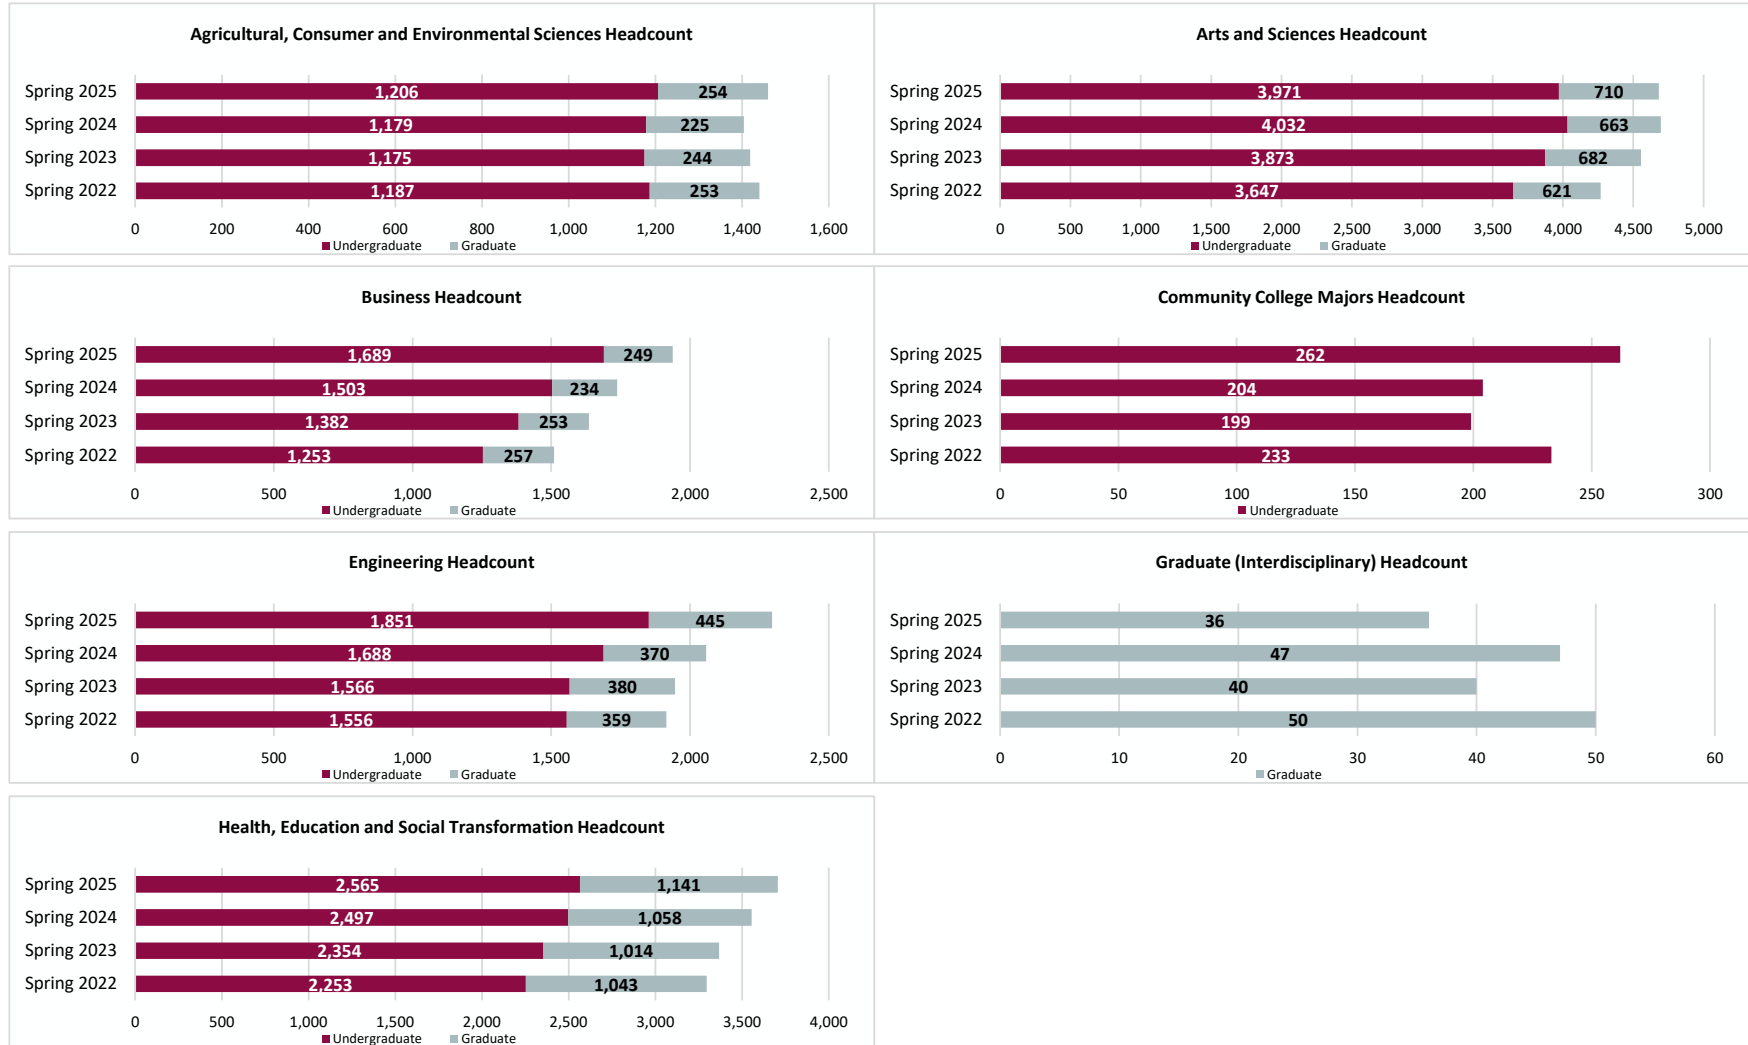 Agricultural, Consumer and Environmental Sciences Headcount
Spring 2025 1,206 254
Spring 2024 1,179 225
Spring 2023 1,175 244
Spring 2022 1,187 253
0 200 400 600 800 1,000 1,200 1,400 1,600
Undergraduate Graduate
Arts and Sciences Headcount
Spring 2025 3,971 710
Spring 2024 4,032 663
Spring 2023 3,873 682
Spring 2022 3,647 621
0 500 1,000 1,500 2,000 2,500 3,000 3,500 4,000 4,500 5,000
Undergraduate Graduate
Business Headcount
Spring 2025 1,689 249
Spring 2024 1,503 234
Spring 2023 1,382 253
Spring 2022 1,253 257
0 500 1,000 1,500 2,000 2,500
Undergraduate Graduate
Community College Majors Headcount
Spring 2025 262
Spring 2024 204
Spring 2023 199
Spring 2022 233
0 50 100 150 200 250 300
Undergraduate
Engineering Headcount
Spring 2025 1,851 445
Spring 2024 1,688 370
Spring 2023 1,566 380
Spring 2022 1,556 359
0 500 1,000 1,500 2,000 2,500
Undergraduate Graduate
Graduate (Interdisciplinary) Headcount
Spring 2025 36
Spring 2024 47
Spring 2023 40
Spring 2022 50
0 10 20 30 40 50 60
Graduate
Health, Education and Social Transformation Headcount
Spring 2025 2,565 1,141
Spring 2024 2,497 1,058
Spring 2023 2,354 1,014
Spring 2022 2,253 1,043
0 500 1,000 1,500 2,000 2,500 3,000 3,500 4,000
Undergraduate Graduate